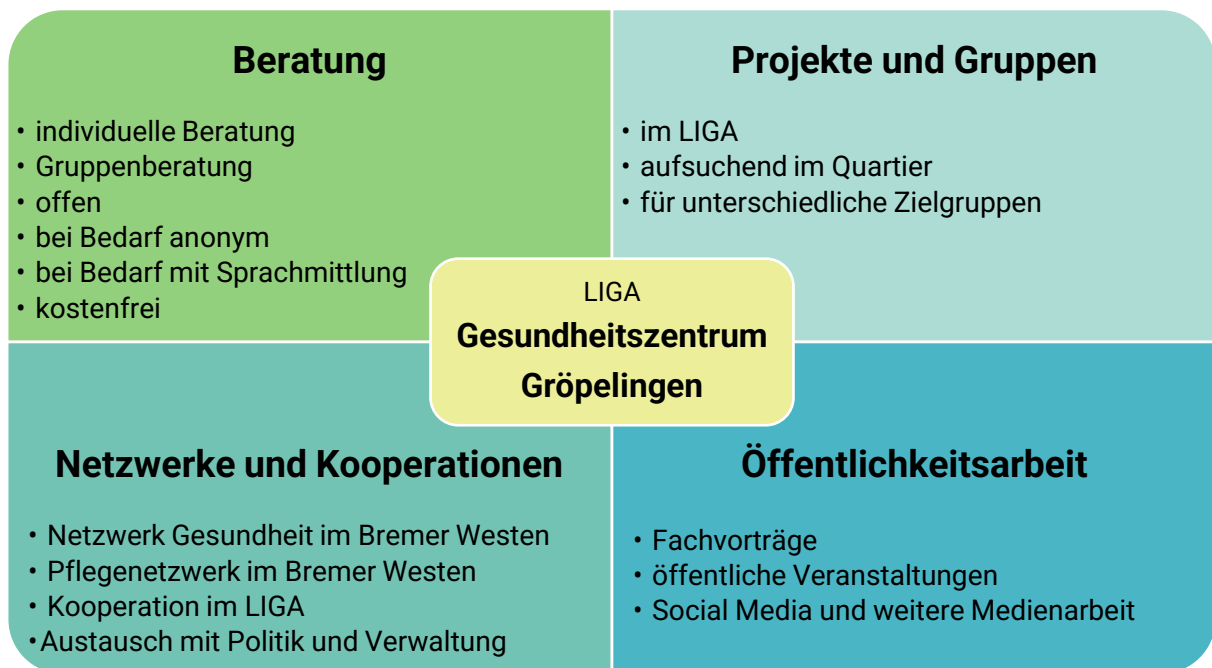 Beratung
• individuelle Beratung
• Gruppenberatung
• offen
• bei Bedarf anonym
• bei Bedarf mit Sprachmittlung
• kostenfrei
Projekte und Gruppen
• im LIGA
• aufsuchend im Quartier
• für unterschiedliche Zielgruppen
LIGA
Gesundheitszentrum
Gröpelingen
Netzwerke und Kooperationen
• Netzwerk Gesundheit im Bremer Westen
• Pflegenetzwerk im Bremer Westen
• Kooperation im LIGA
•Austausch mit Politik und Verwaltung
Öffentlichkeitsarbeit
• Fachvorträge
• öffentliche Veranstaltungen
• Social Media und weitere Medienarbeit